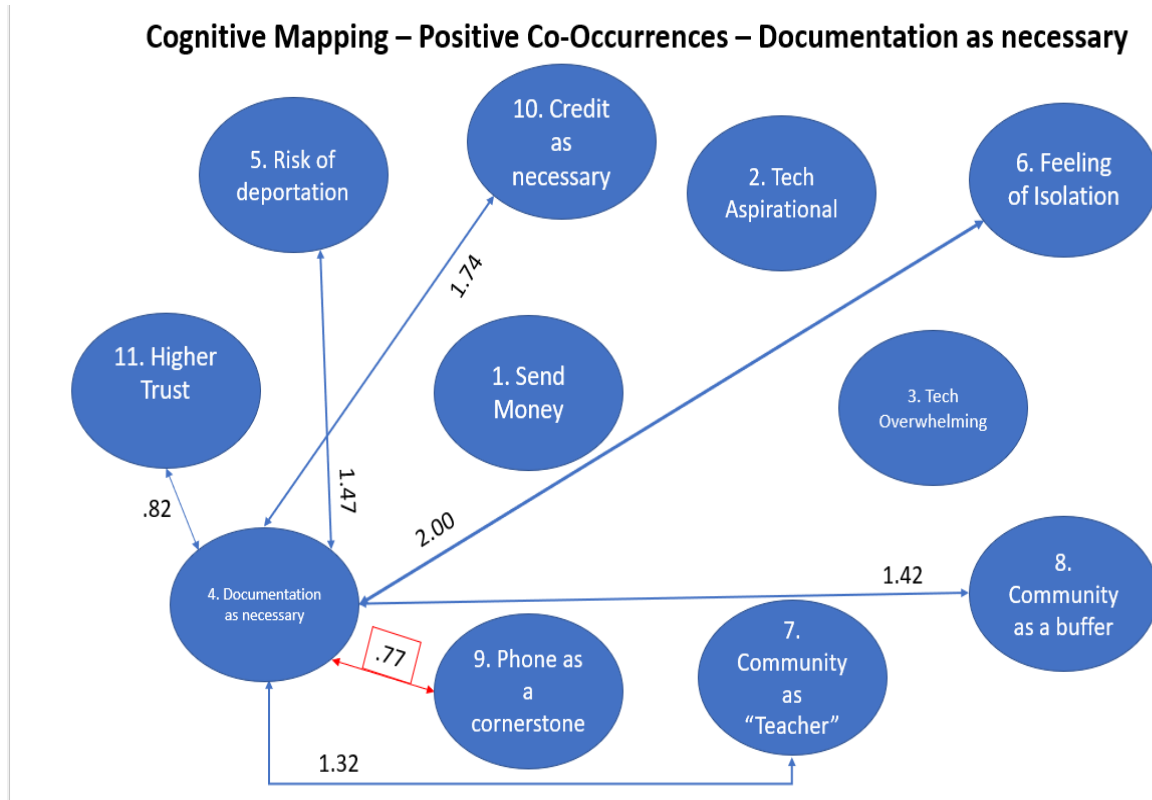 Cognitive Mapping – Positive Co-Occurrences – Documentation as necessary
10. Credit
as
necessary
5. Risk of
deportation
2. Tech
Aspirational
6. Feeling
of Isolation
1.74
11. Higher
Trust
1. Send
Money
3. Tech
Overwhelming
1.47
.82
2.00
4. Documentation
as necessary
1.42
8.
Community
as a buffer
.77
9. Phone as
a
cornerstone
7.
Community
as
“Teacher”
1.32